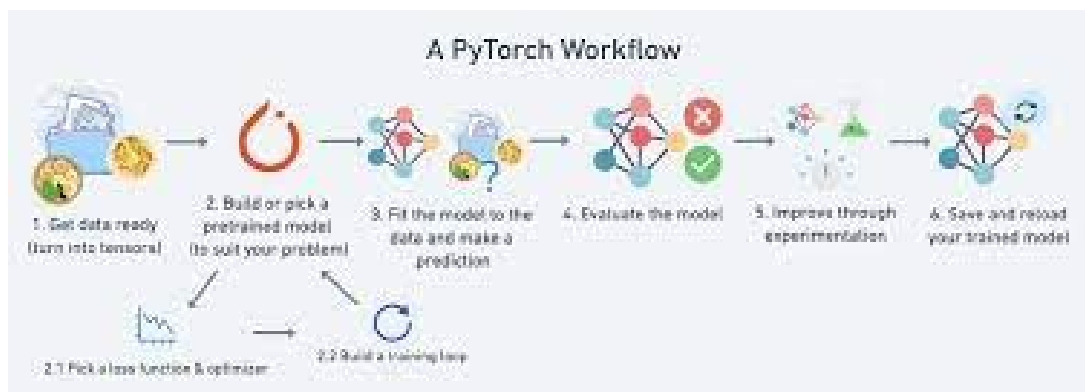 A PyTorch Workflow
1. Get data ready
(turn into tensors)
2. Build or pick a
pretrained model
(to suit your problem)
3. Fit the model to the
data and make a
prediction
?
4. Evaluate the model
5. Improve through
experimentation
6. Save and reload
your trained model
2.1 Pick a loss function & optimizer
2.2 Build a training loop